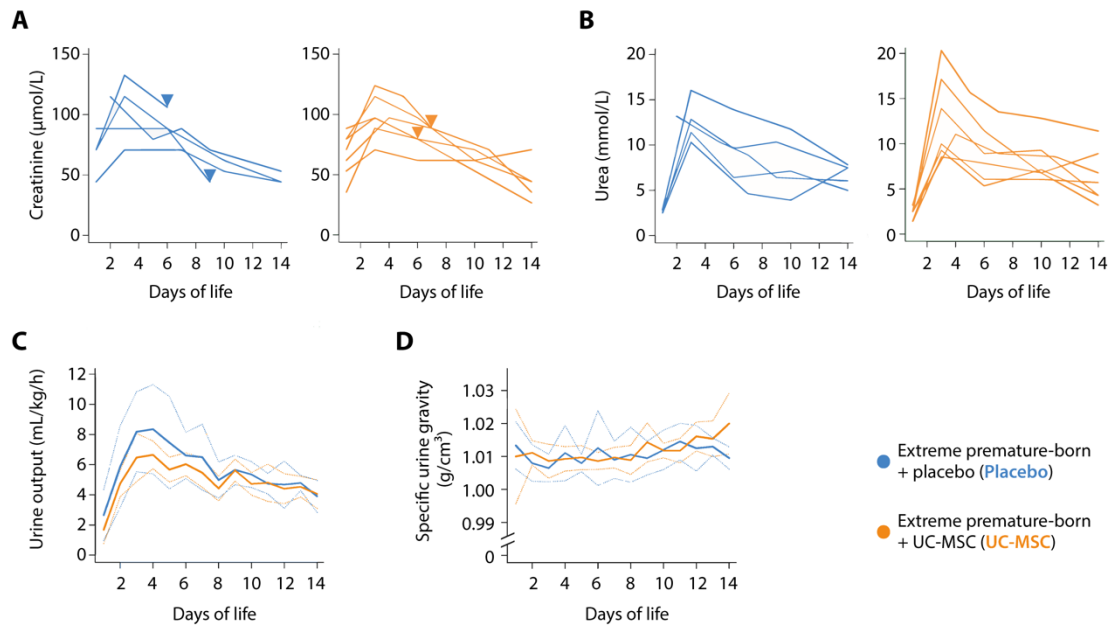 A
B
150
100
50
0
Creatinine (µmol/L)
2 4 6 8 10 12 14
Days of life
150
100
50
0
2 4 6 8 10 12 14
Days of life
20
15
10
5
0
Urea (mmol/L)
2 4 6 8 10 12 14
Days of life
20
15
10
5
0
2 4 6 8 10 12 14
Days of life
C
D
12
10
8
6
4
2
0
Urine output (mL/kg/h)
2 4 6 8 10 12 14
Days of life
1.03
1.02
1.01
1.00
0.99
0
Specific urine gravity
(g/cm³)
2 4 6 8 10 12 14
Days of life
Extreme premature-born
+ placebo (Placebo)
Extreme premature-born
+ UC-MSC (UC-MSC)